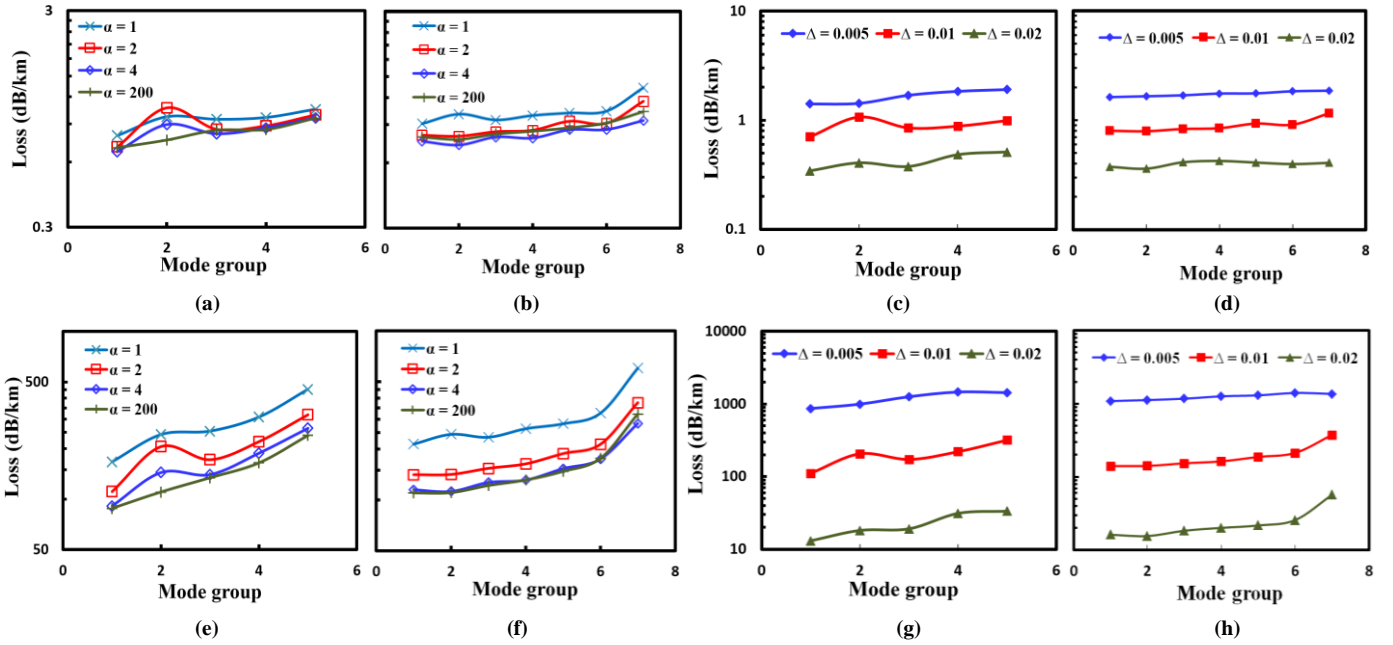 3
0.3
Loss (dB/km)
α = 1
α = 2
α = 4
α = 200
0 2 4 6
Mode group
(a)
α = 1
α = 2
α = 4
α = 200
0 2 4 6 8
Mode group
(b)
10
1
0.1
Loss (dB/km)
Δ = 0.005 Δ = 0.01 Δ = 0.02
0 2 4 6
Mode group
(c)
Δ = 0.005 Δ = 0.01 Δ = 0.02
0 2 4 6 8
Mode group
(d)
500
50
Loss (dB/km)
α = 1
α = 2
α = 4
α = 200
0 2 4 6
Mode group
(e)
α = 1
α = 2
α = 4
α = 200
0 2 4 6 8
Mode group
(f)
10000
1000
100
10
Loss (dB/km)
Δ = 0.005 Δ = 0.01 Δ = 0.02
0 2 4 6
Mode group
(g)
Δ = 0.005 Δ = 0.01 Δ = 0.02
0 2 4 6 8
Mode group
(h)